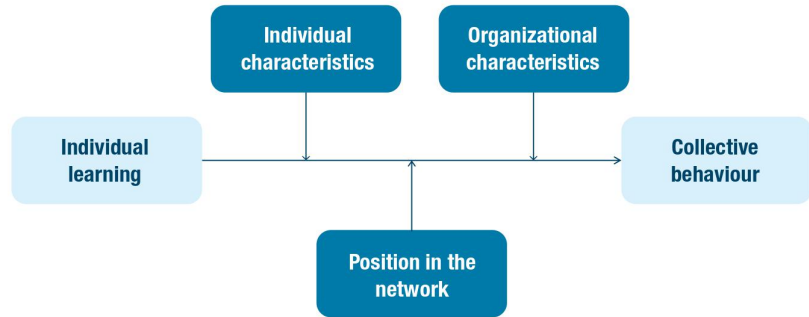 Individual
characteristics
Organizational
characteristics
Individual
learning
Collective
behaviour
Position in the
network